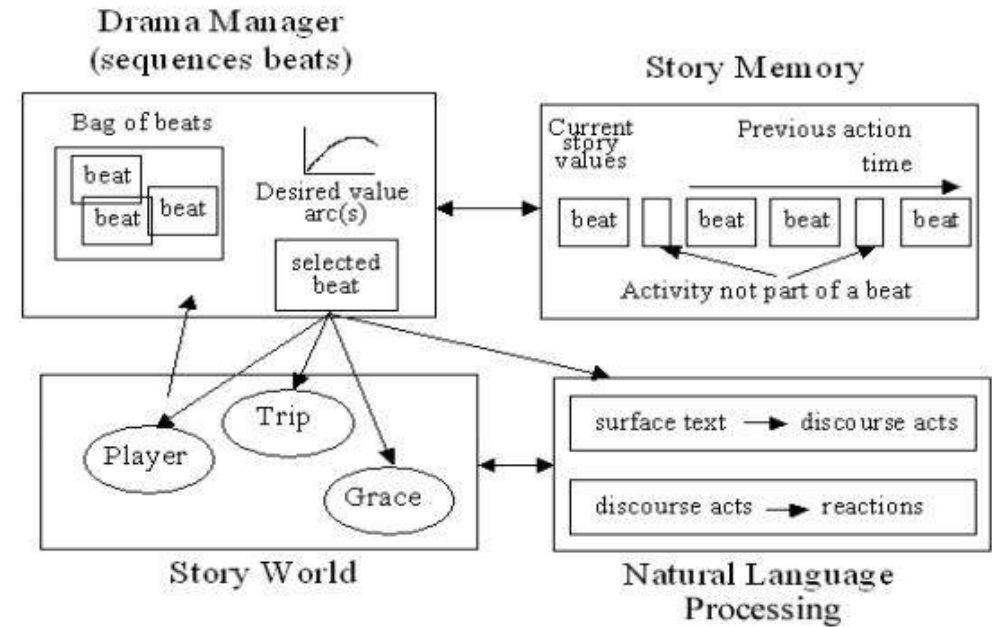 Drama Manager
(sequences beats)
Bag of beats
beat
beat
beat
Desired value
arc(s)
selected
beat
Story Memory
Current
story
values
Previous action
time
beat
beat
beat
beat
Activity not part of a beat
Player
Trip
Grace
Story World
surface text
discourse acts
discourse acts
reactions
Natural Language
Processing